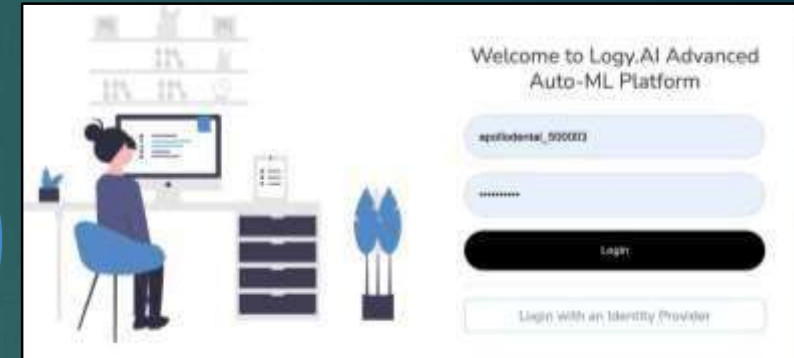 Welcome to Logy.AI Advanced
Auto-ML Platform
apollodental_500003
••••••••••
Login
Login with an Identity Provider